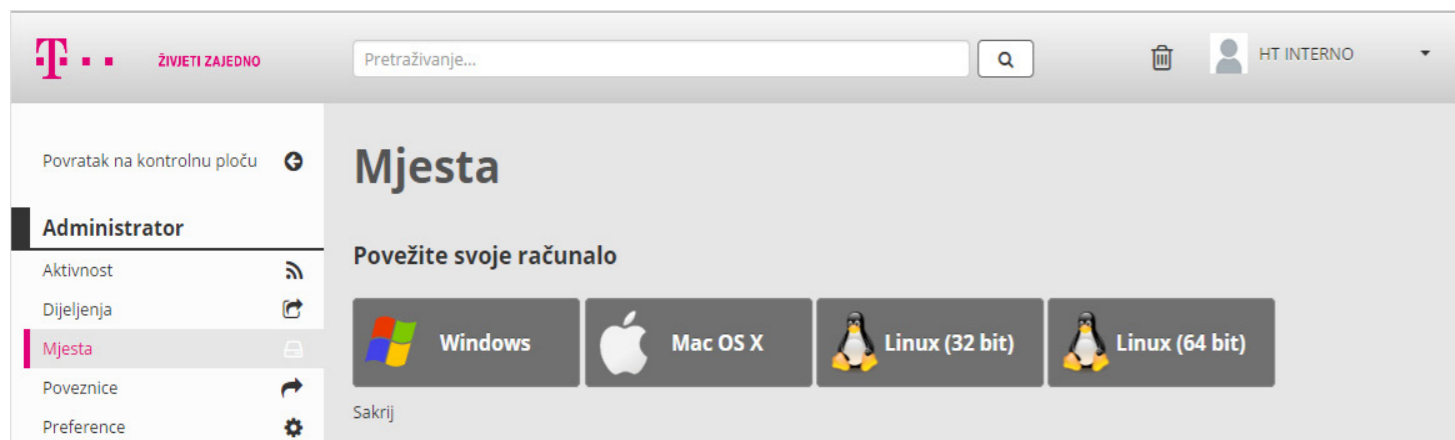 T ŽIVJETI ZAJEDNO
Pretraživanje...
HT INTERNO
Povratak na kontrolnu ploču
Administrator
Aktivnost
Dijeljenja
Mjesta
Poveznice
Preference
Mjesta
Povežite svoje računalo
Windows
Mac OS X
Linux (32 bit)
Linux (64 bit)
Sakrij